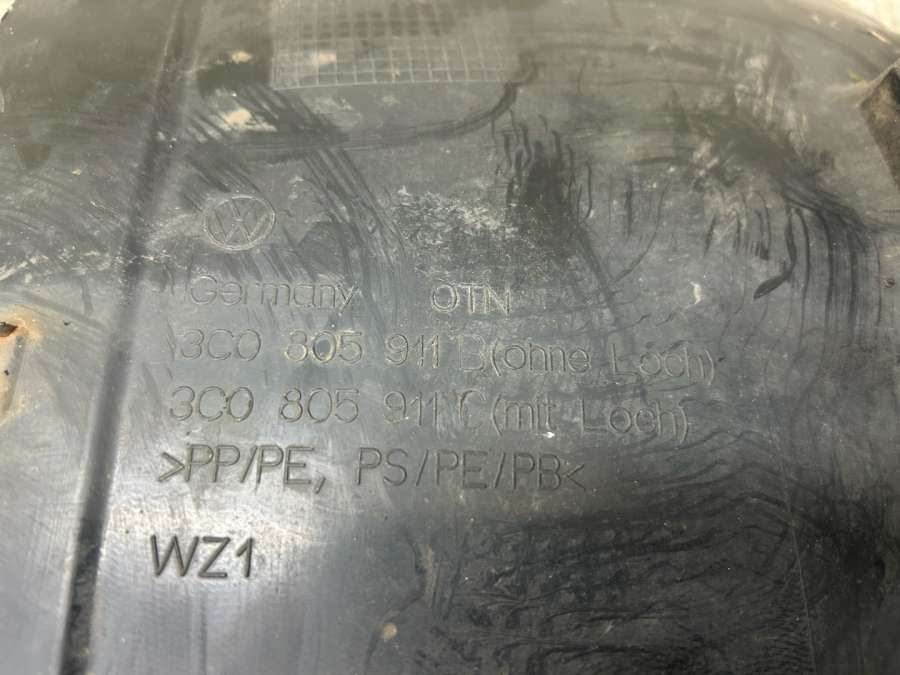 Germany OTN
3C0 805 911 D(ohne Loch)
3C0 805 911 C(mit Loch)
>PP/PE, PS/PE/PB<
WZ1